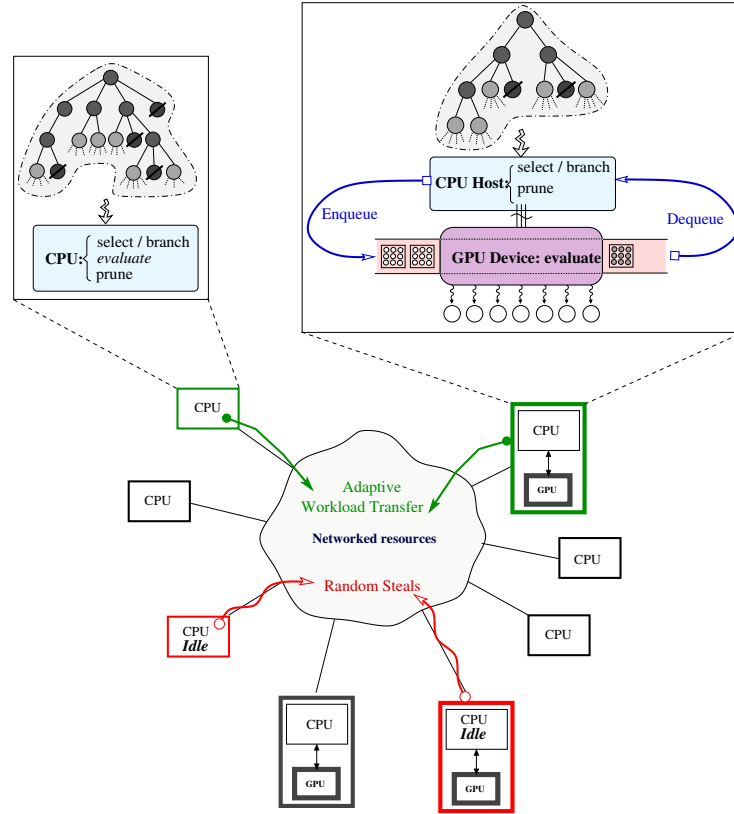 select / branch
CPU Host:
prune
Enqueue
Dequeue
GPU Device: evaluate
select / branch
CPU:
evaluate
prune
CPU
CPU
GPU
Adaptive
Workload Transfer
CPU
Networked resources
CPU
Random Steals
CPU
Idle
CPU
CPU
GPU
CPU
Idle
GPU